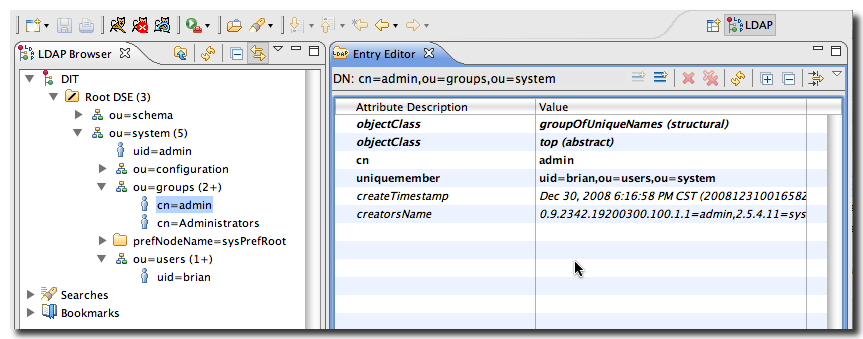 LDAP
LDAP Browser
DIT
Root DSE (3)
ou=schema
ou=system (5)
uid=admin
ou=configuration
ou=groups (2+)
cn=admin
cn=Administrators
prefNodeName=sysPrefRoot
ou=users (1+)
uid=brian
Searches
Bookmarks
Entry Editor
DN: cn=admin,ou=groups,ou=system
Attribute Description Value
objectClass groupOfUniqueNames (structural)
objectClass top (abstract)
cn admin
uniquemember uid=brian,ou=users,ou=system
createTimestamp Dec 30, 2008 6:16:58 PM CST (20081231001658Z
creatorsName 0.9.2342.19200300.100.1.1=admin,2.5.4.11=sys